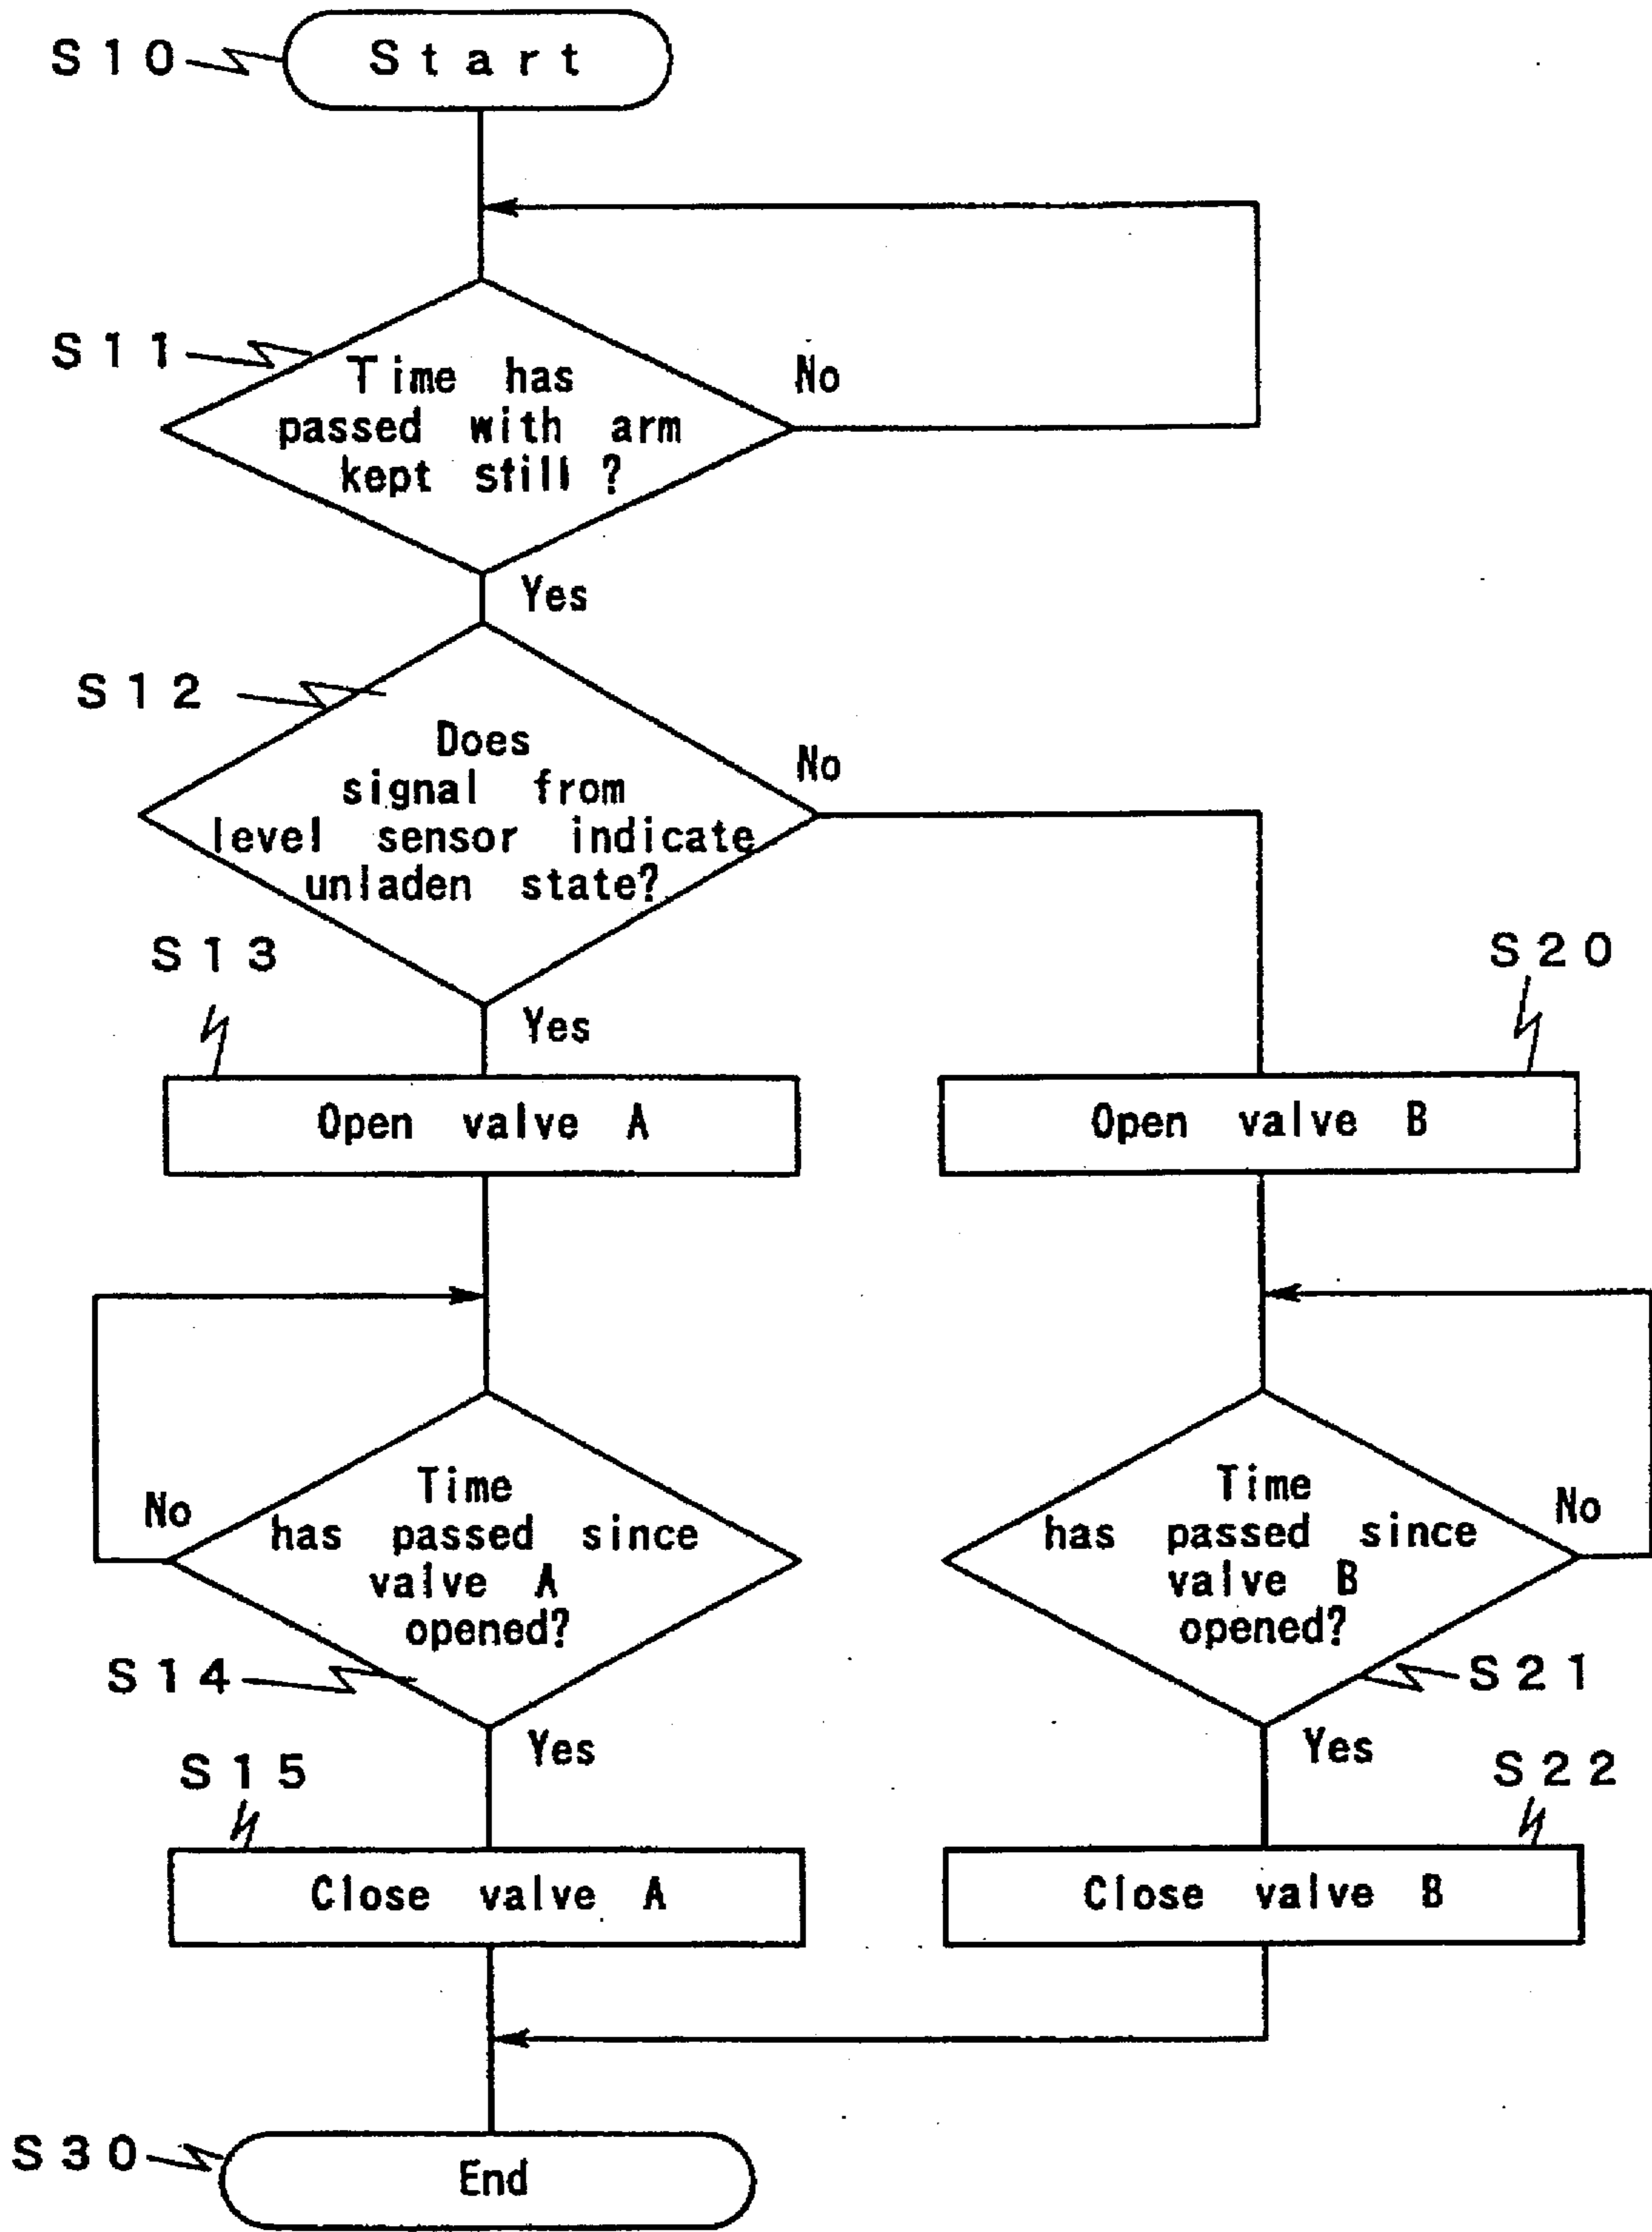 S10
Start
S11
Time has
passed with arm
kept still?
No
Yes
S12
Does
signal from
level sensor indicate
unladen state?
No
Yes
S13
Open valve A
S20
Open valve B
Time
has passed since
valve A
opened?
No
S14
Yes
Time
has passed since
valve B
opened?
No
S21
Yes
S15
Close valve A
S22
Close valve B
S30
End